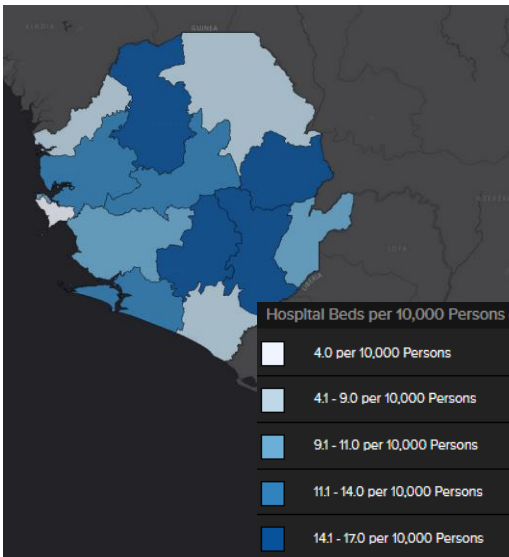 GUINEA
LIBERIA
Hospital Beds per 10,000 Persons
4.0 per 10,000 Persons
4.1 - 9.0 per 10,000 Persons
9.1 - 11.0 per 10,000 Persons
11.1 - 14.0 per 10,000 Persons
14.1 - 17.0 per 10,000 Persons